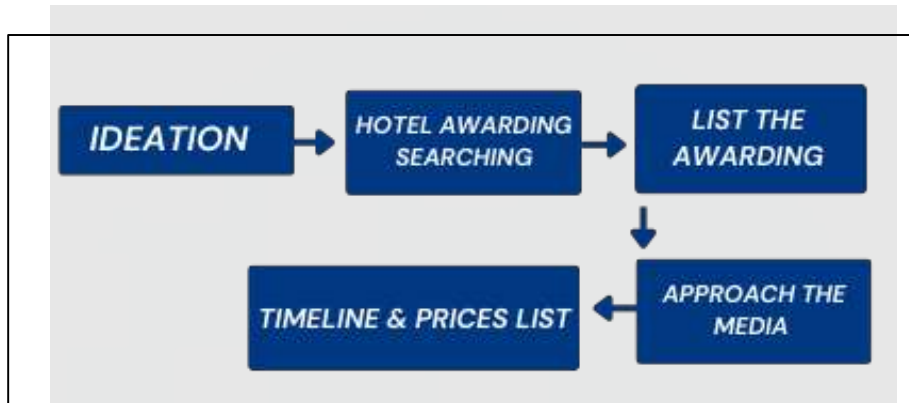 IDEATION
HOTEL AWARDING
SEARCHING
LIST THE
AWARDING
APPROACH THE
MEDIA
TIMELINE & PRICES LIST